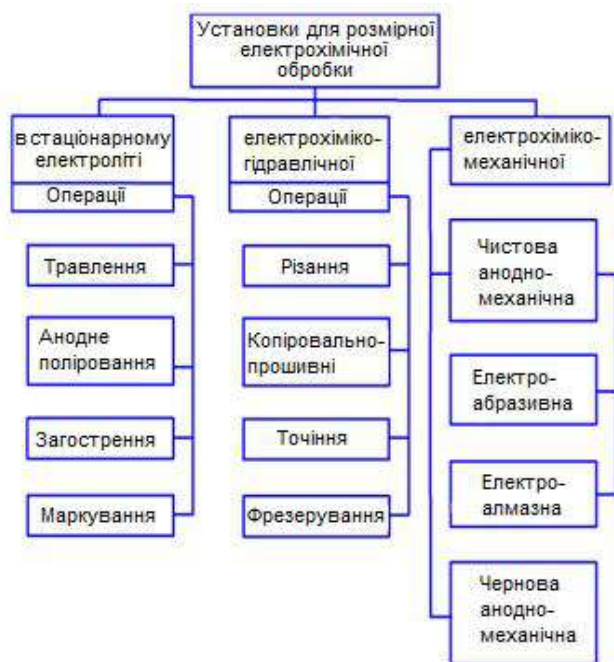 Установки для розмірної
електрохімічної
обробки
в стаціонарному
електроліті
Операції
Травлення
Анодне
полірование
Загострення
Маркування
електрохіміко-
гідравлічної
Операції
Різання
Копіровально-
прошивні
Точіння
Фрезерування
електрохіміко-
механічної
Чистова
анодно-
механічна
Електро-
абразивна
Електро-
алмазна
Чернова
анодно-
механічна